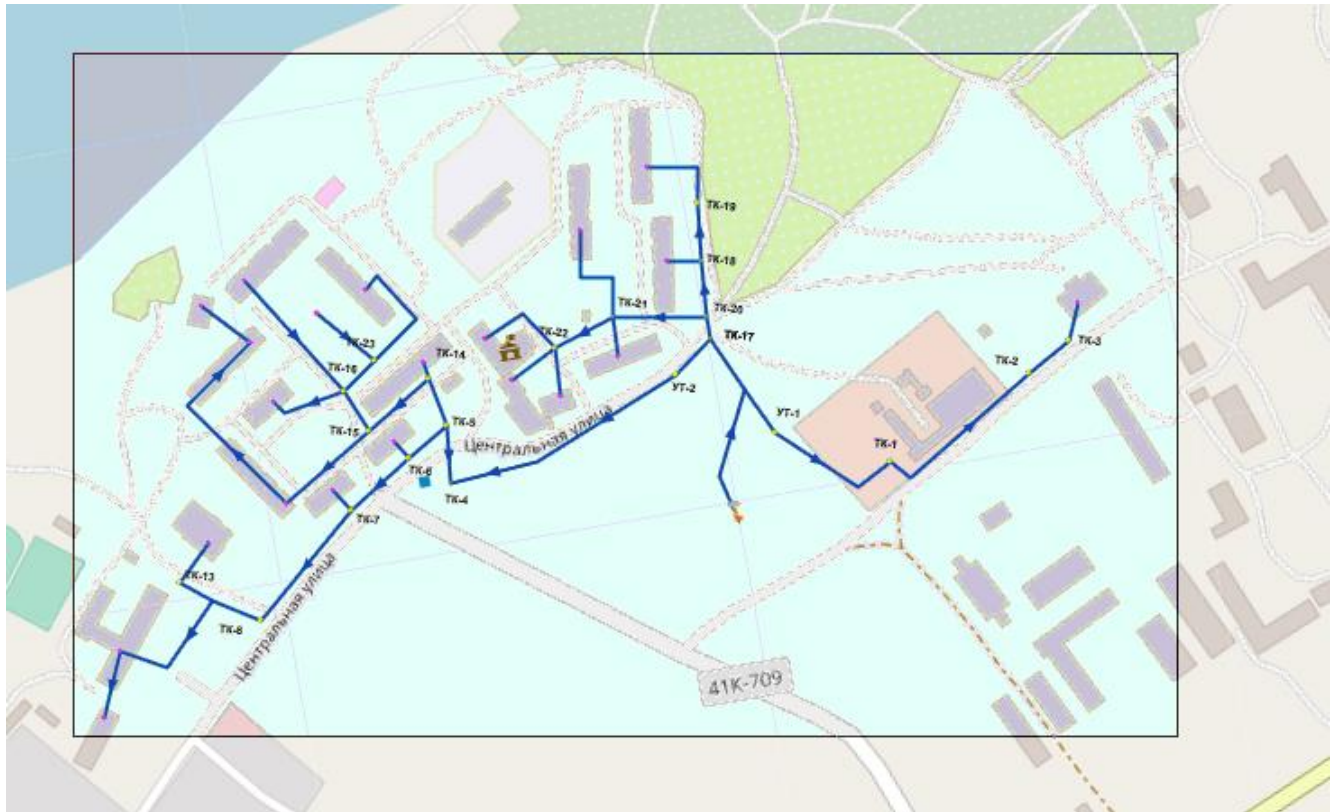 ТК-19
ТК-18
ТК-21
ТК-20
ТК-22
ТК-17
ТК-23
ТК-14
ТК-3
ТК-2
ТК-16
УТ-2
УТ-1
ТК-15
ТК-5
Центральная улица
ТК-1
ТК-6
ТК-4
ТК-7
ТК-13
ТК-8
Центральная улица
41К-709